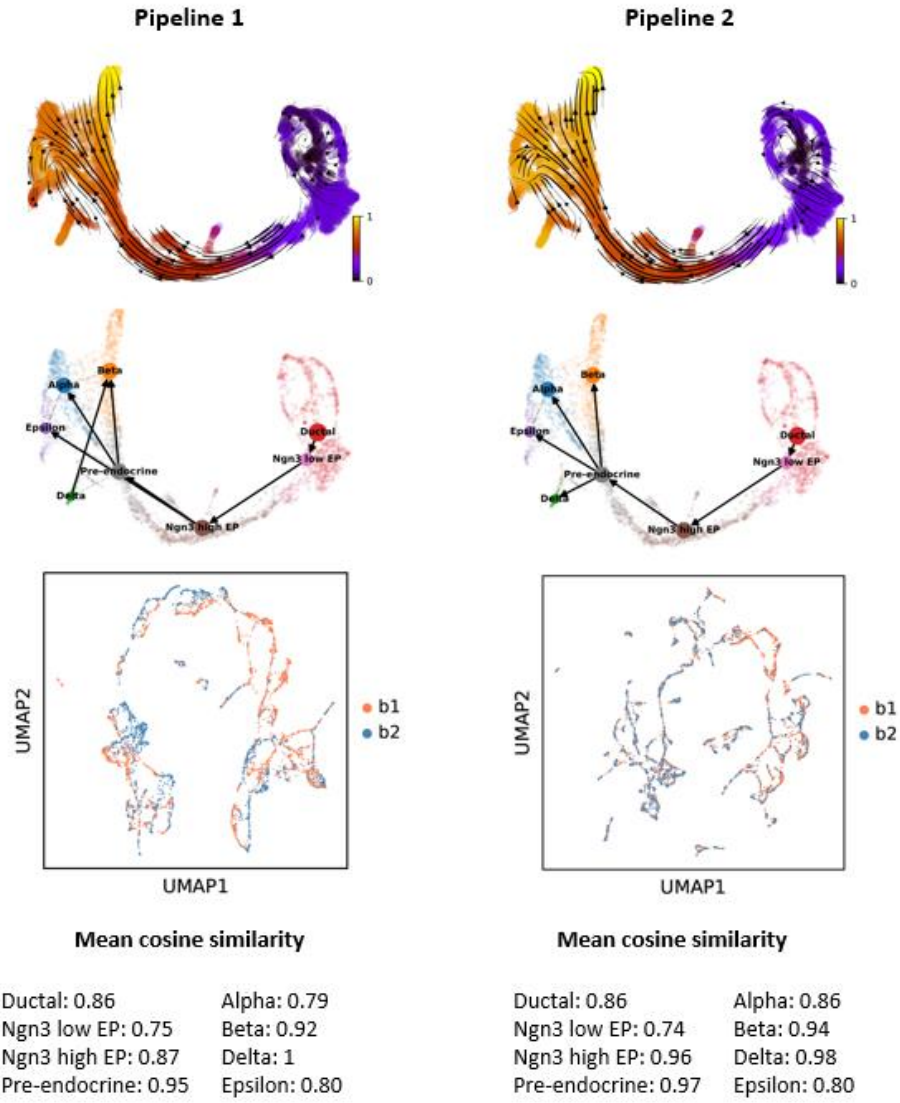 Pipeline 1
Pipeline 2
1
0
1
0
Beta
Alpha
Epsilon
Ductal
Ngn3 low EP
Pre-endocrine
Delta
Ngn3 high EP
Beta
Alpha
Epsilon
Ductal
Ngn3 low EP
Pre-endocrine
Delta
Ngn3 high EP
UMAP2
b1
b2
UMAP1
UMAP2
b1
b2
UMAP1
Mean cosine similarity
Ductal: 0.86 Alpha: 0.79
Ngn3 low EP: 0.75 Beta: 0.92
Ngn3 high EP: 0.87 Delta: 1
Pre-endocrine: 0.95 Epsilon: 0.80
Mean cosine similarity
Ductal: 0.86 Alpha: 0.86
Ngn3 low EP: 0.74 Beta: 0.94
Ngn3 high EP: 0.96 Delta: 0.98
Pre-endocrine: 0.97 Epsilon: 0.80